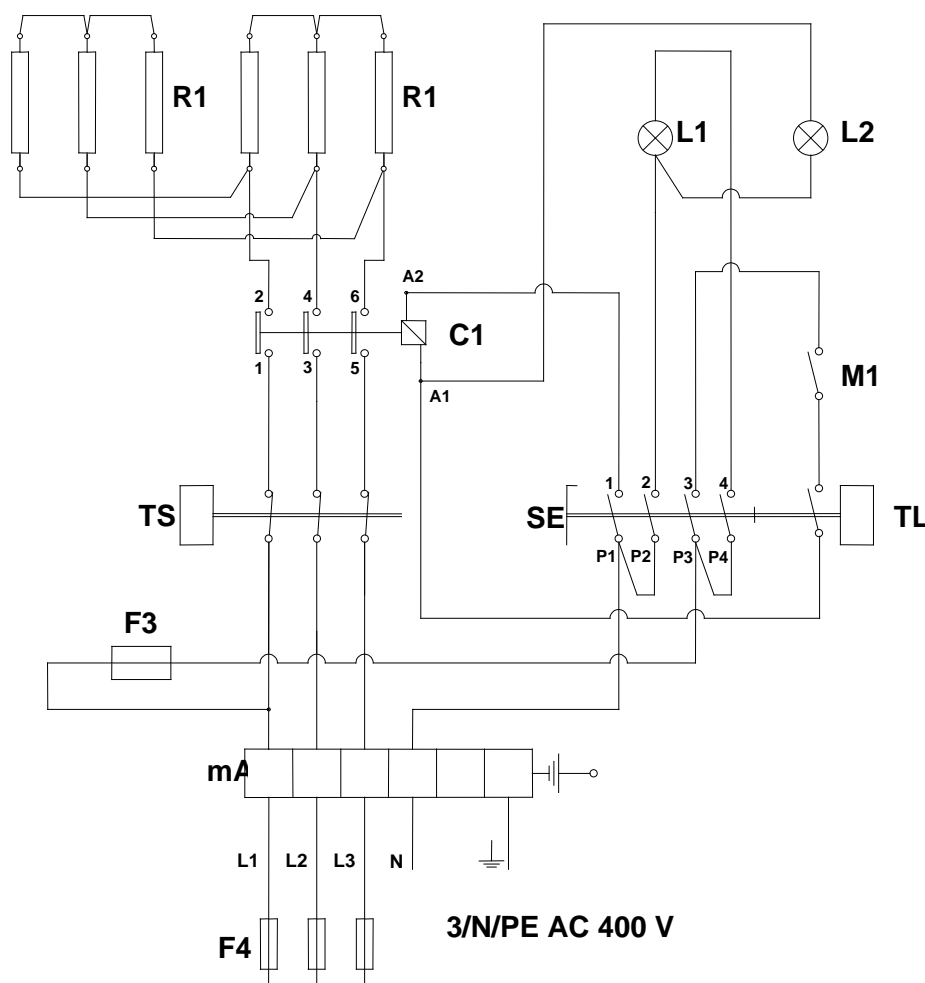 R1 R1
L1 L2
A2
2 4 6
C1
1 3 5
A1
M1
1 2 3 4
TS SE TL
P1 P2 P3 P4
F3
mA
L1 L2 L3 N
3/N/PE AC 400 V
F4